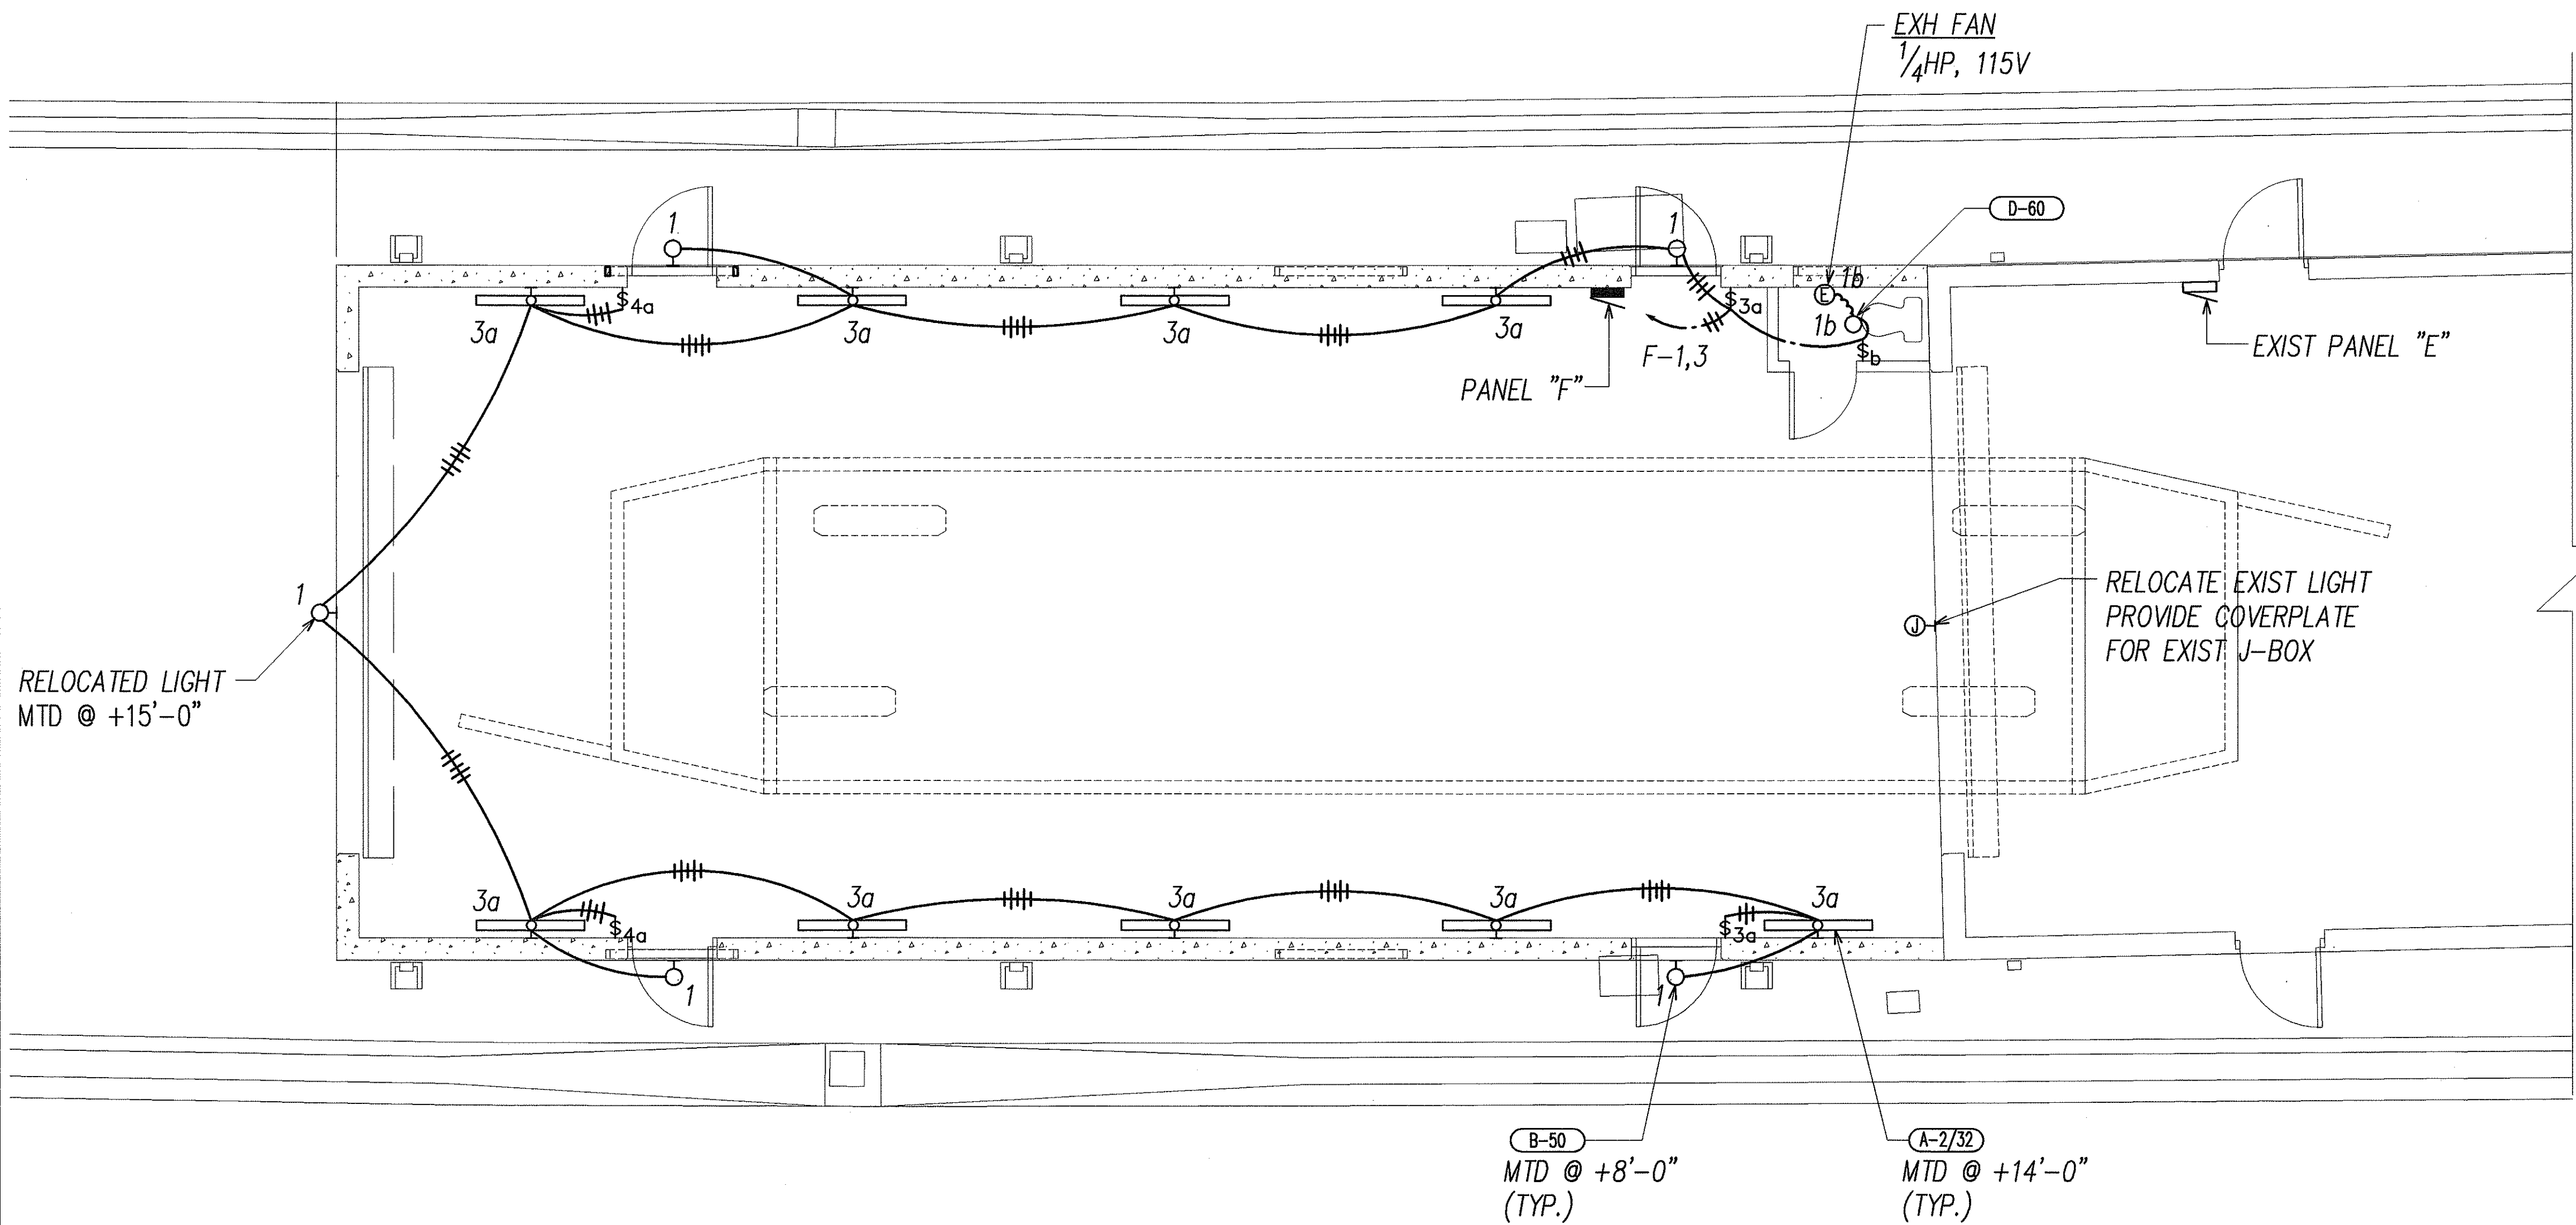 EXH FAN
1/4HP, 115V
D-60
1
1
1b
E
$4a
$3a
1b
3a
3a
3a
3a
$b
F-1,3
EXIST PANEL "E"
PANEL "F"
1
J
RELOCATE EXIST LIGHT
PROVIDE COVERPLATE
FOR EXIST J-BOX
RELOCATED LIGHT
MTD @ +15'-0"
3a
3a
3a
3a
3a
$4a
$3a
1
1
B-50
MTD @ +8'-0"
(TYP.)
A-2/32
MTD @ +14'-0"
(TYP.)